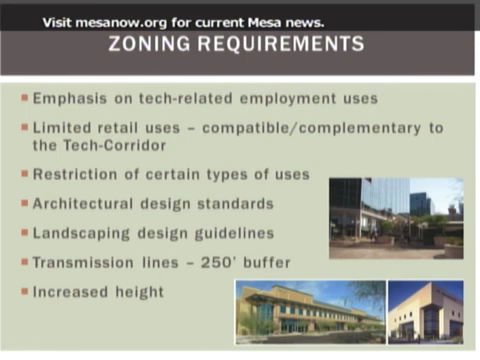 Visit mesanow.org for current Mesa news.
ZONING REQUIREMENTS
Emphasis on tech-related employment uses
Limited retail uses – compatible/complementary to
the Tech-Corridor
Restriction of certain types of uses
Architectural design standards
Landscaping design guidelines
Transmission lines – 250' buffer
Increased height